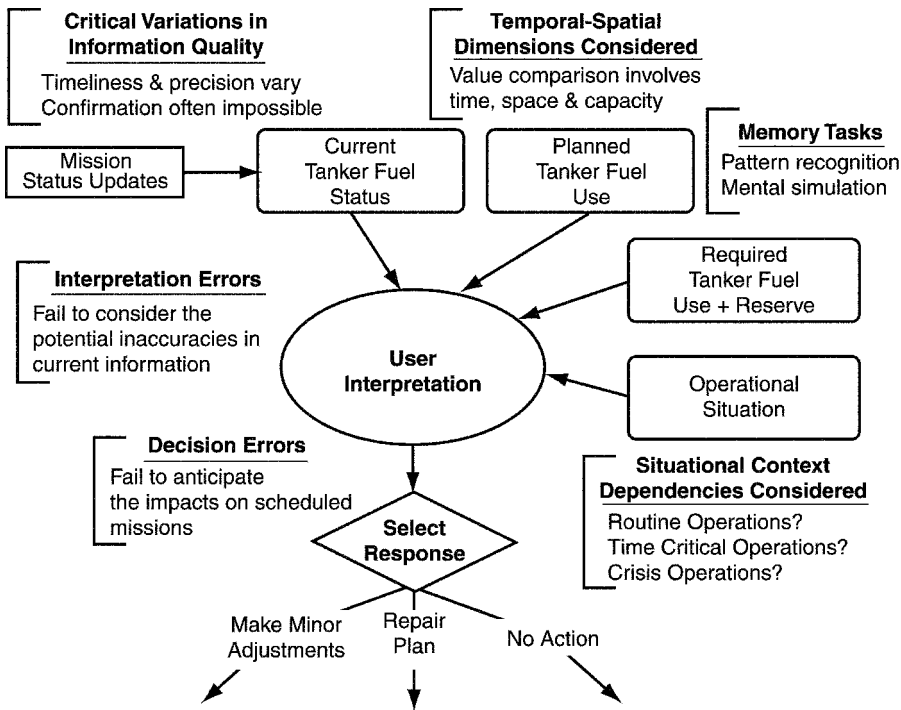 Critical Variations in
Information Quality
Timeliness & precision vary
Confirmation often impossible
Temporal-Spatial
Dimensions Considered
Value comparison involves
time, space & capacity
Memory Tasks
Pattern recognition
Mental simulation
Mission
Status Updates
Current
Tanker Fuel
Status
Planned
Tanker Fuel
Use
Required
Tanker Fuel
Use + Reserve
Interpretation Errors
Fail to consider the
potential inaccuracies in
current information
User
Interpretation
Operational
Situation
Decision Errors
Fail to anticipate
the impacts on scheduled
missions
Situational Context
Dependencies Considered
Routine Operations?
Time Critical Operations?
Crisis Operations?
Select
Response
Make Minor
Adjustments
Repair
Plan
No Action